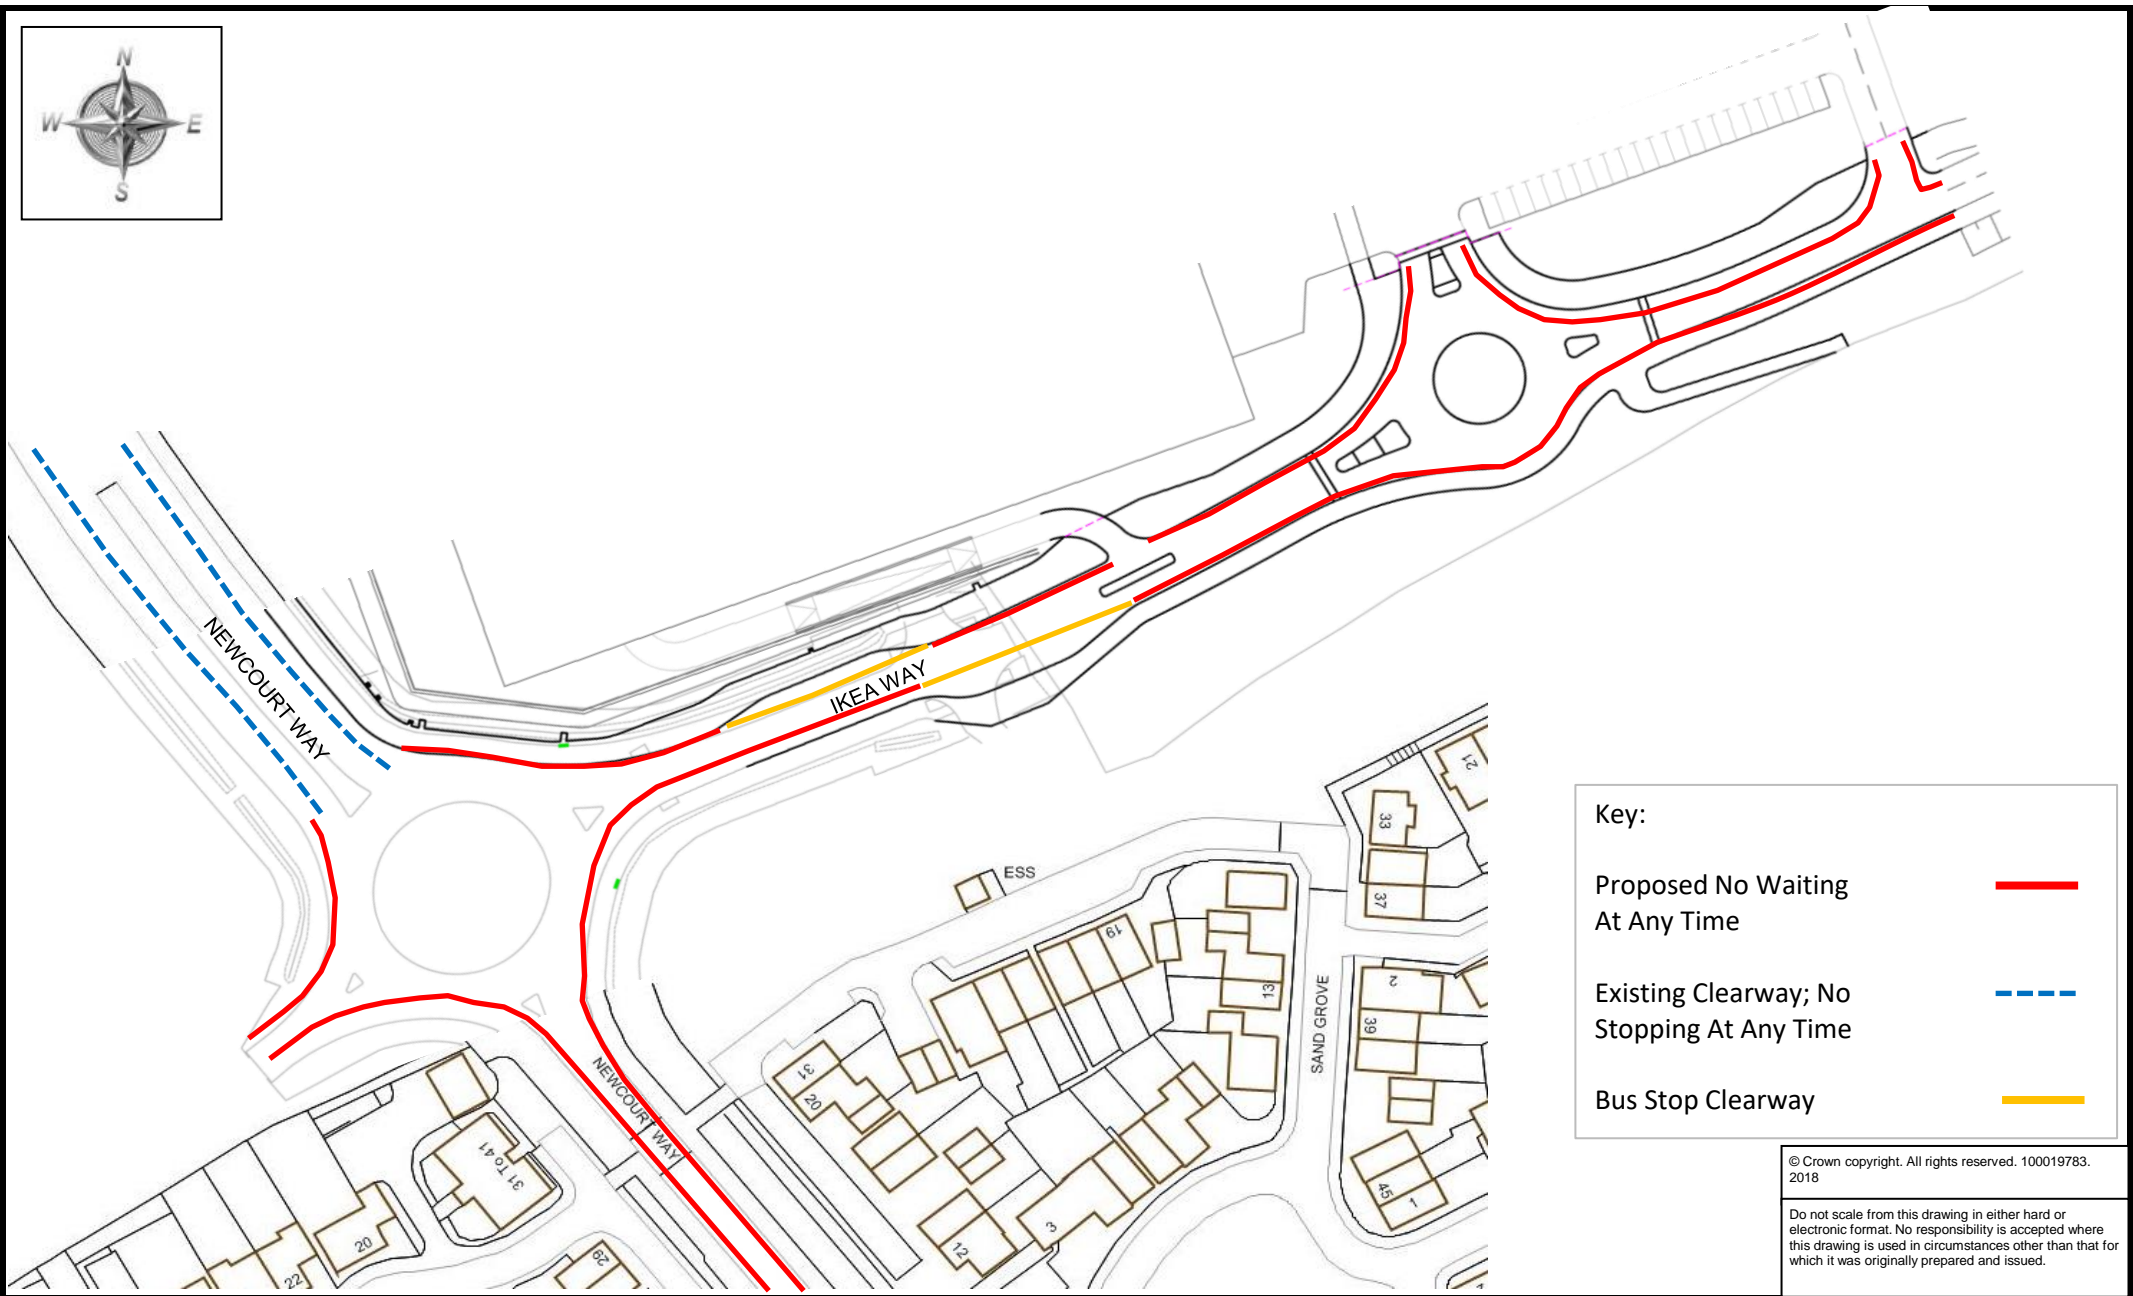 N
W E
S
NEWCOURT WAY
IKEA WAY
21
33
37
ESS
19
13
2
39
SAND GROVE
31
20
NEWCOURT WAY
31 To 41
45
1
3
12
20
22
29
Key:
Proposed No Waiting
At Any Time
Existing Clearway; No
Stopping At Any Time
Bus Stop Clearway
© Crown copyright. All rights reserved. 100019783.
2018
Do not scale from this drawing in either hard or
electronic format. No responsibility is accepted where
this drawing is used in circumstances other than that for
which it was originally prepared and issued.